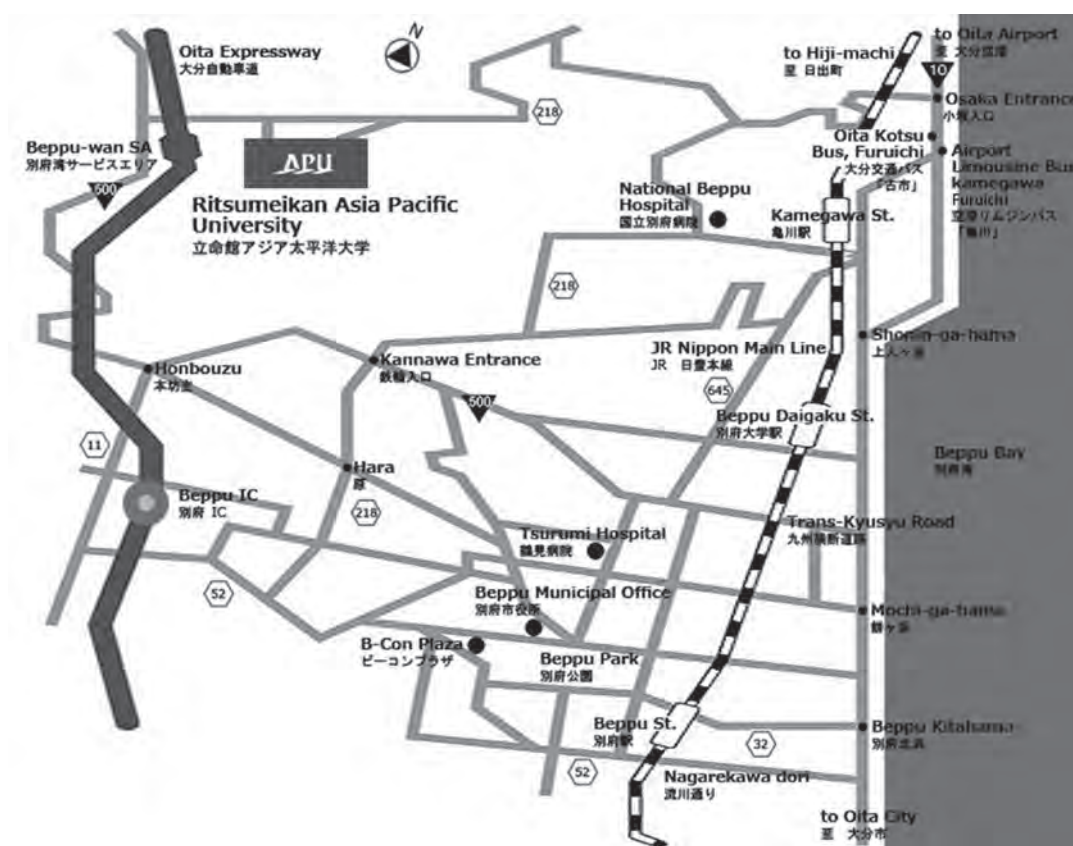 N
Oita Expressway
大分自動車道
to Hiji-machi
至 日出町
to Oita Airport
至 大分空港
10
Osaka Entrance
小坂入口
218
Beppu-wan SA
別府湾サービスエリア
500
APU
Ritsumeikan Asia Pacific
University
立命館アジア太平洋大学
Oita Kotsu
Bus, Furuichi
大分交通バス
「古市」
Airport
Limousine Bus
kamegawa
Furuichi
空港リムジンバス
National Beppu
Hospital
国立別府病院
Kamegawa St.
亀川駅
218
Shonin-ga-hama
上人ヶ浜
JR Nippon Main Line
JR 日豊本線
Honbouzu
本坊主
Kannawa Entrance
鉄輪入口
500
645
Beppu Daigaku St.
別府大学駅
11
Hara
原
Beppu Bay
別府湾
Beppu IC
別府 IC
218
Trans-Kyusyu Road
九州横断道路
Tsurumi Hospital
鶴見病院
52
Beppu Municipal Office
別府市役所
Mochi-ga-hama
餅ヶ浜
B-Con Plaza
ビーコンプラザ
Beppu Park
別府公園
Beppu St.
別府駅
Beppu Kitahama
別府北浜
32
52
Nagarekawa dori
流川通り
to Oita City
至 大分市